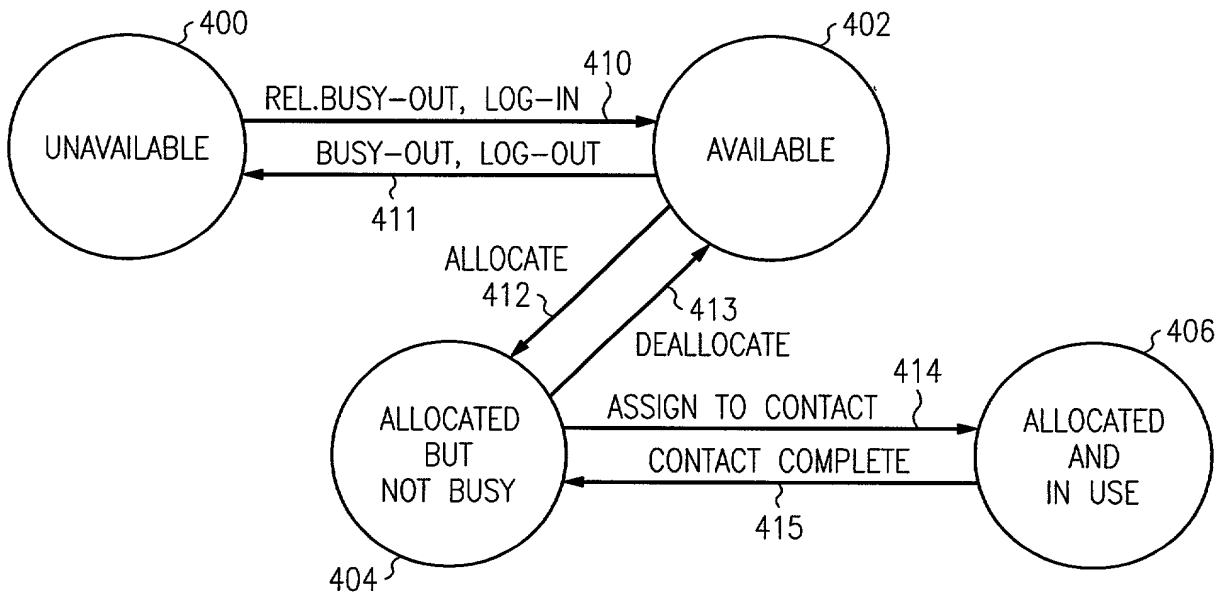 400
402
410
REL.BUSY-OUT, LOG-IN
UNAVAILABLE
BUSY-OUT, LOG-OUT
AVAILABLE
411
ALLOCATE
412
413
DEALLOCATE
406
414
ASSIGN TO CONTACT
ALLOCATED
BUT
NOT BUSY
CONTACT COMPLETE
ALLOCATED
AND
IN USE
415
404